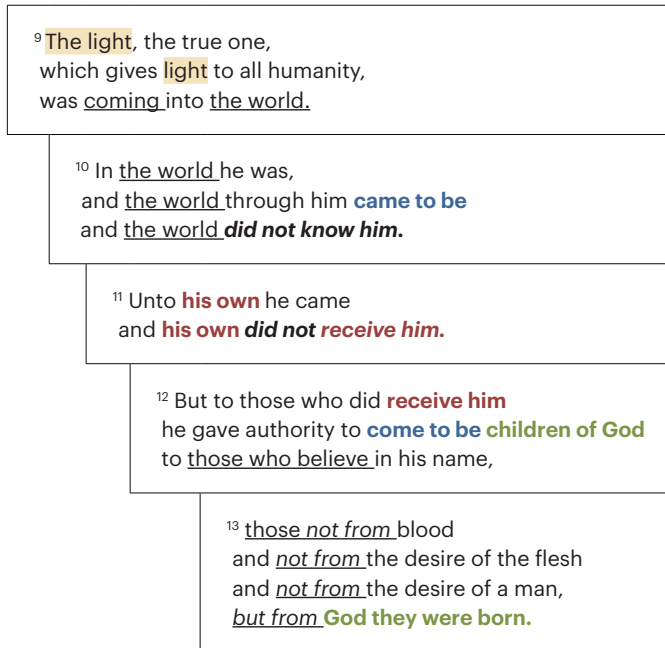 9 The light, the true one,
which gives light to all humanity,
was coming into the world.
10 In the world he was,
and the world through him came to be
and the world did not know him.
11 Unto his own he came
and his own did not receive him.
12 But to those who did receive him
he gave authority to come to be children of God
to those who believe in his name,
13 those not from blood
and not from the desire of the flesh
and not from the desire of a man,
but from God they were born.